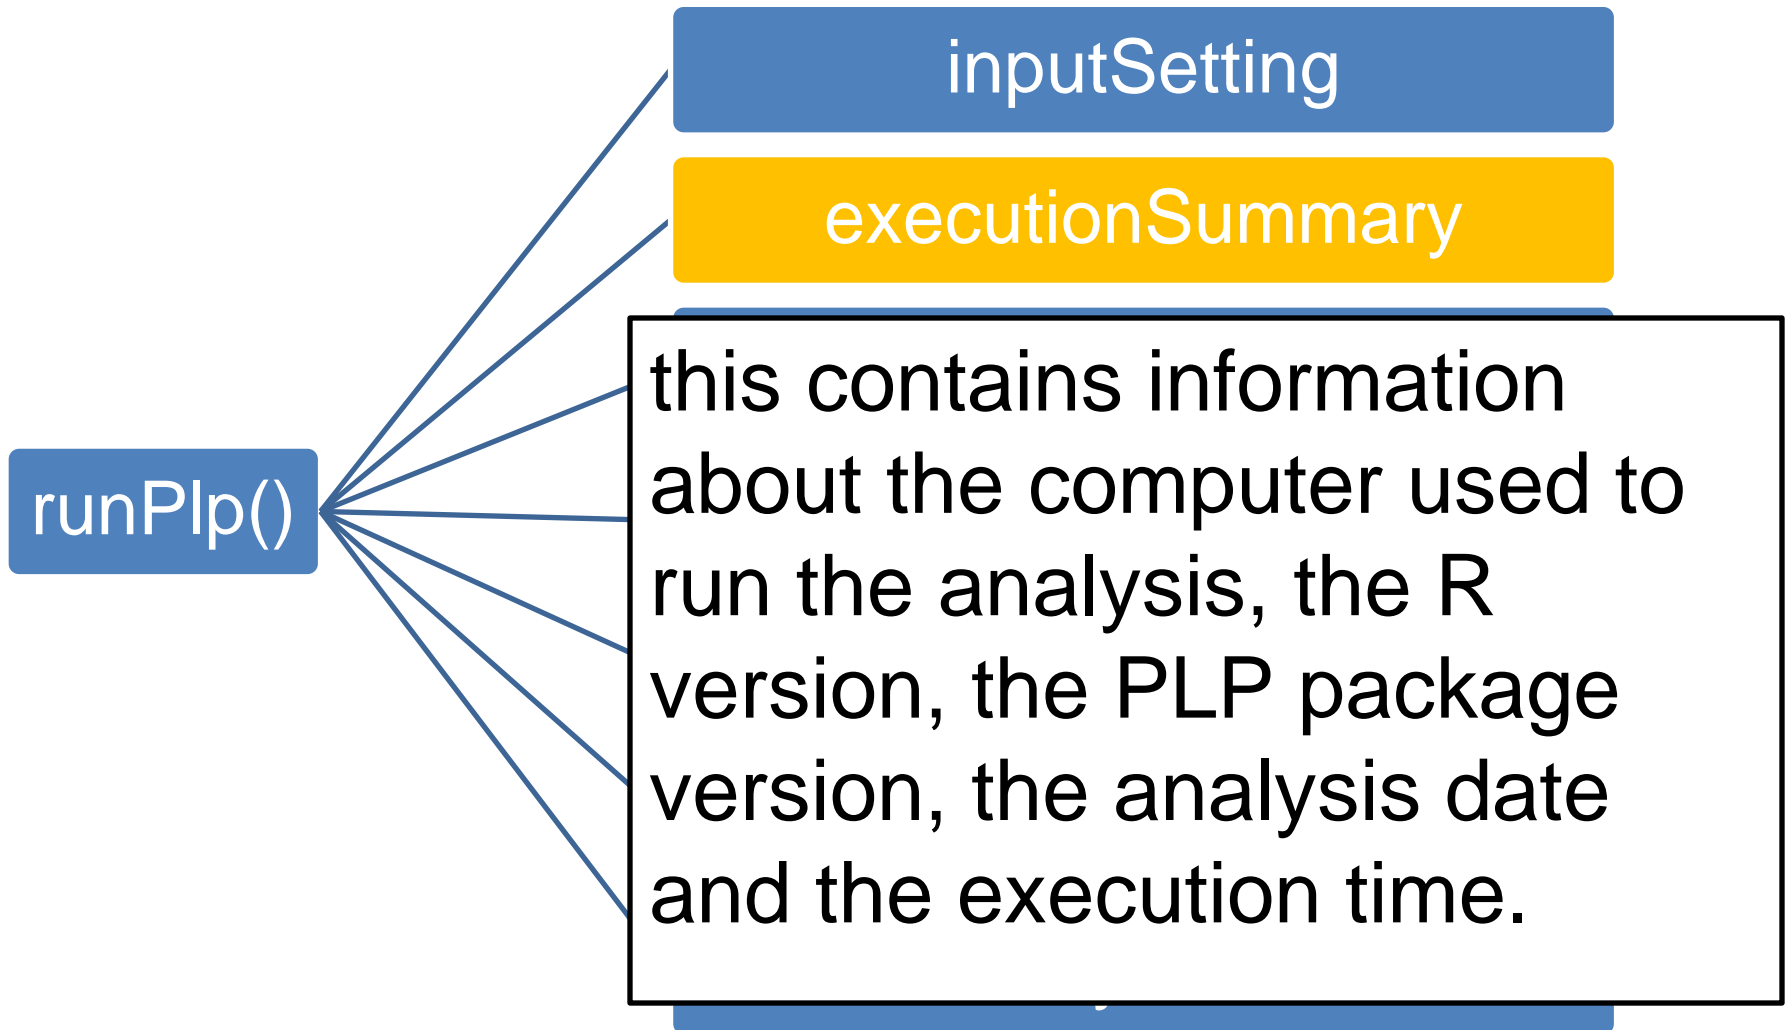 inputSetting
executionSummary
runPlp()
this contains information
about the computer used to
run the analysis, the R
version, the PLP package
version, the analysis date
and the execution time.